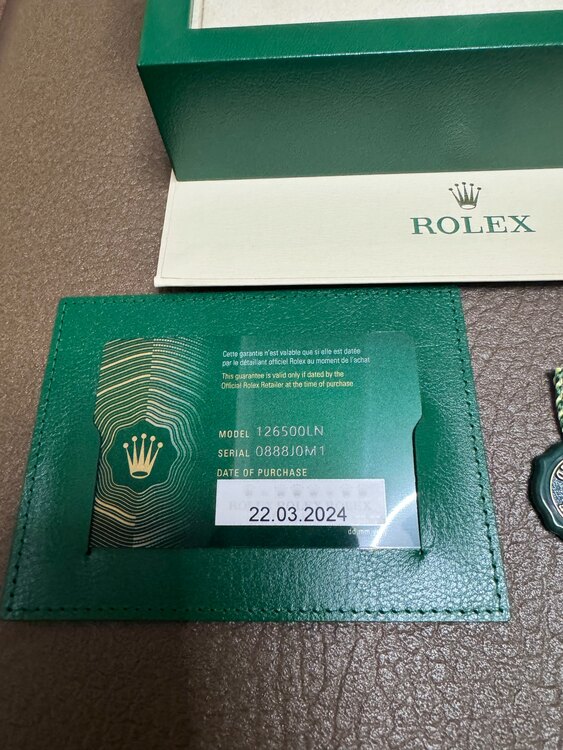 ROLEX
Cette garantie n'est valable que si elle est datée
par le détaillant officiel Rolex au moment de l'achat
This guarantee is valid only if dated by the
Official Rolex Retailer at the time of purchase
MODEL 126500LN
SERIAL 0888J0M1
DATE OF PURCHASE
22.03.2024
dd.mm